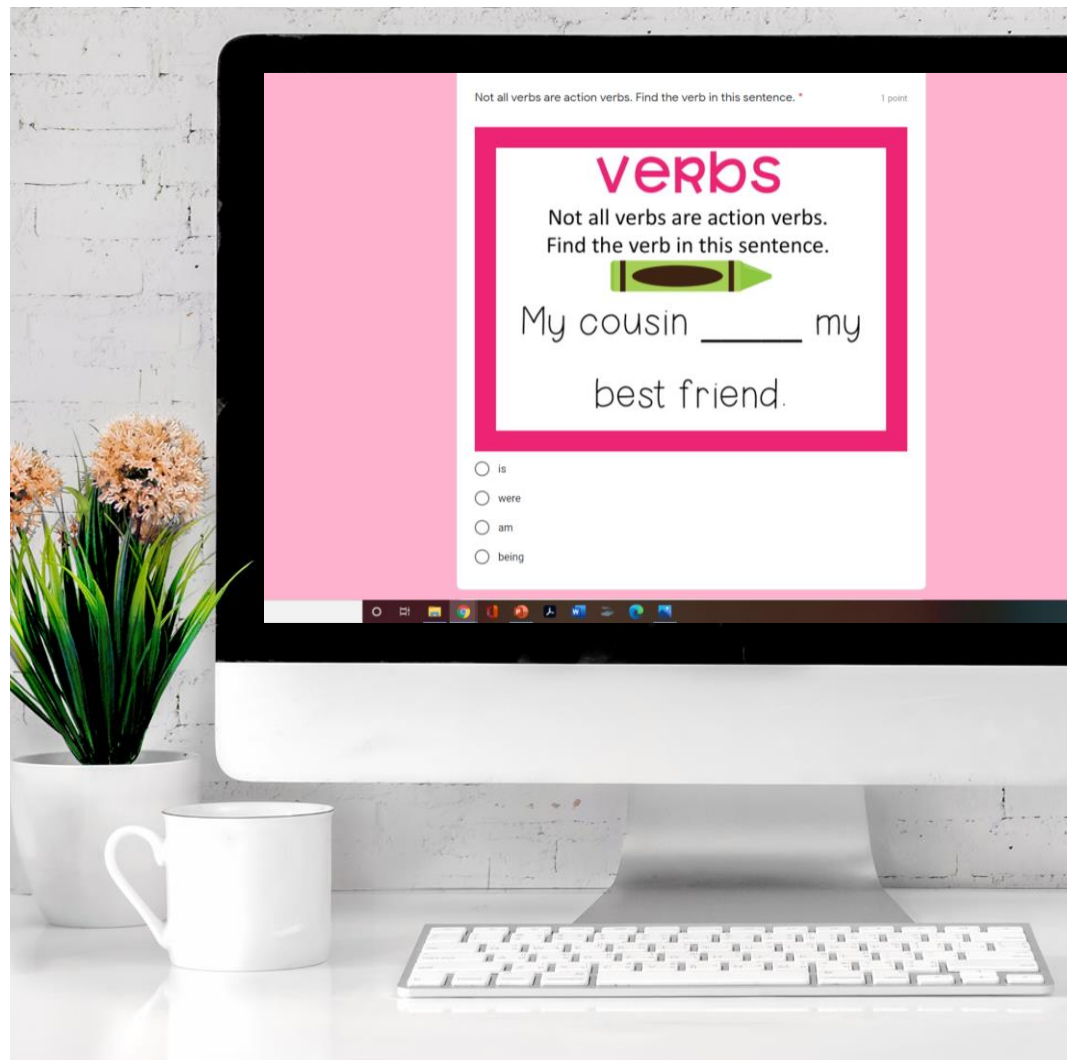 Not all verbs are action verbs. Find the verb in this sentence. *
1 point
veRbs
Not all verbs are action verbs.
Find the verb in this sentence.
My cousin ______ my
best friend.
is
were
am
being